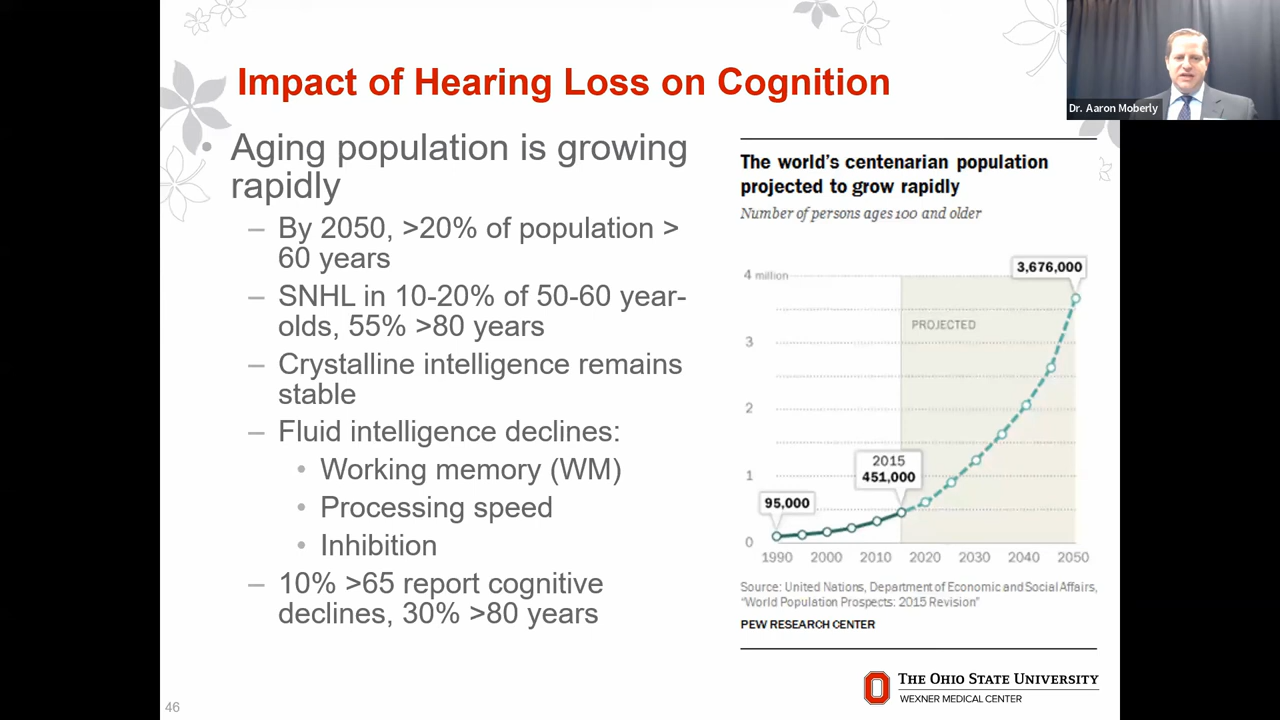 Impact of Hearing Loss on Cognition
Dr. Aaron Moberly
• Aging population is growing
rapidly
– By 2050, >20% of population >
60 years
– SNHL in 10-20% of 50-60 year-
olds, 55% >80 years
– Crystalline intelligence remains
stable
– Fluid intelligence declines:
• Working memory (WM)
• Processing speed
• Inhibition
– 10% >65 report cognitive
declines, 30% >80 years
The world's centenarian population
projected to grow rapidly
Number of persons ages 100 and older
3,676,000
4 million
PROJECTED
3
2
2015
1
451,000
95,000
0
1990 2000 2010 2020 2030 2040 2050
Source: United Nations, Department of Economic and Social Affairs,
"World Population Prospects: 2015 Revision"
PEW RESEARCH CENTER
THE OHIO STATE UNIVERSITY
WEXNER MEDICAL CENTER
46